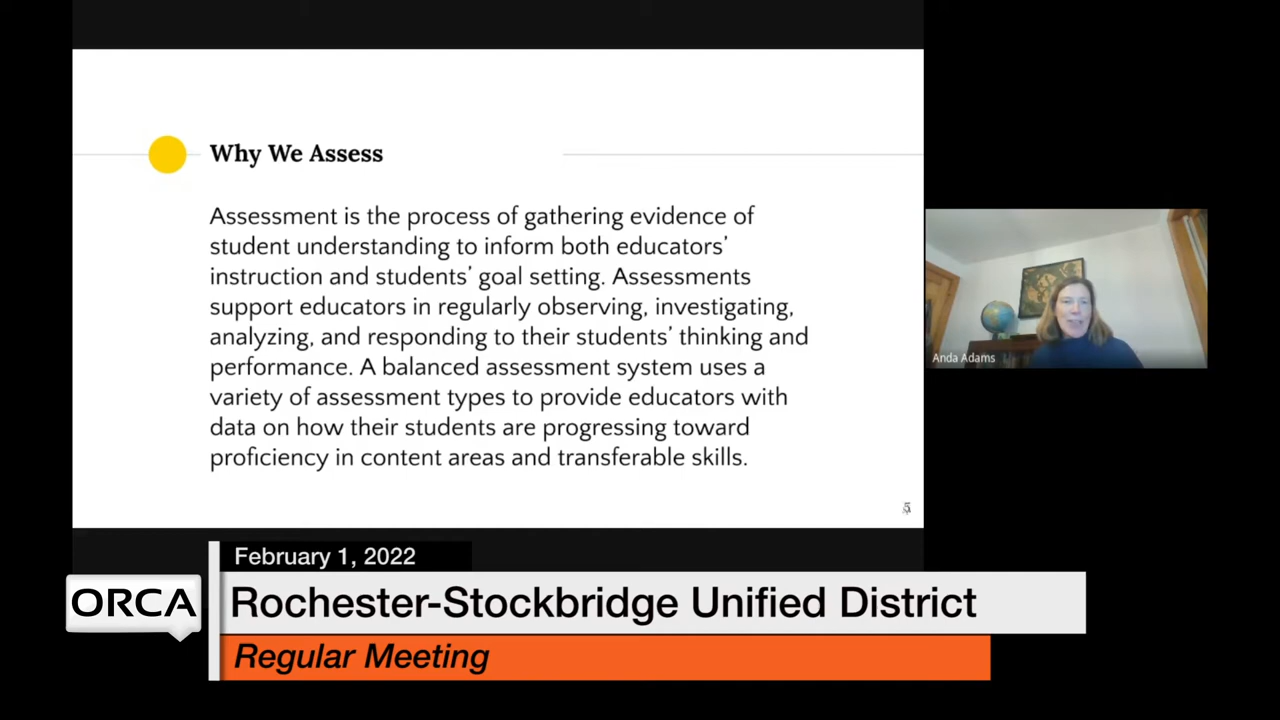 Why We Assess
Assessment is the process of gathering evidence of
student understanding to inform both educators’
instruction and students’ goal setting. Assessments
support educators in regularly observing, investigating,
analyzing, and responding to their students’ thinking and
performance. A balanced assessment system uses a
variety of assessment types to provide educators with
data on how their students are progressing toward
proficiency in content areas and transferable skills.
Anda Adams
February 1, 2022
ORCA
Rochester-Stockbridge Unified District
Regular Meeting